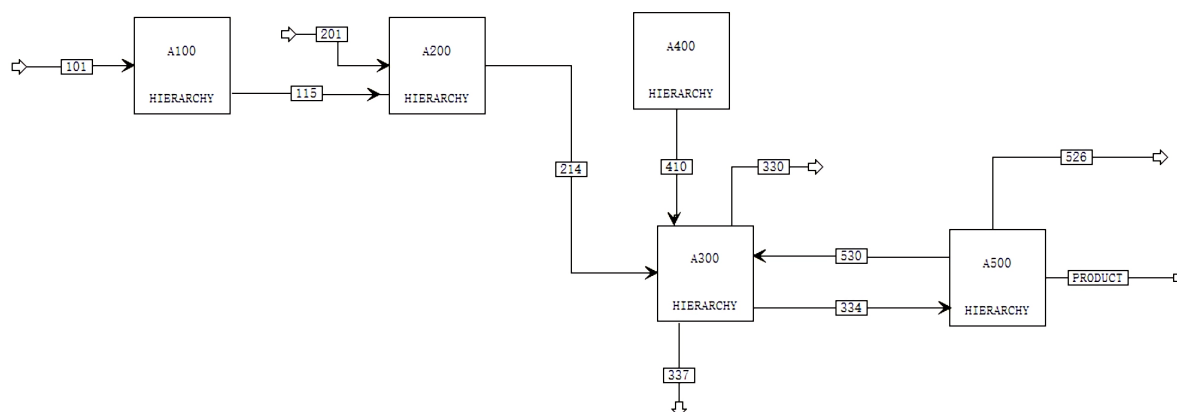 A100
HIERARCHY
101
115
201
A200
HIERARCHY
214
A400
HIERARCHY
410
330
A300
HIERARCHY
337
530
334
526
A500
HIERARCHY
PRODUCT